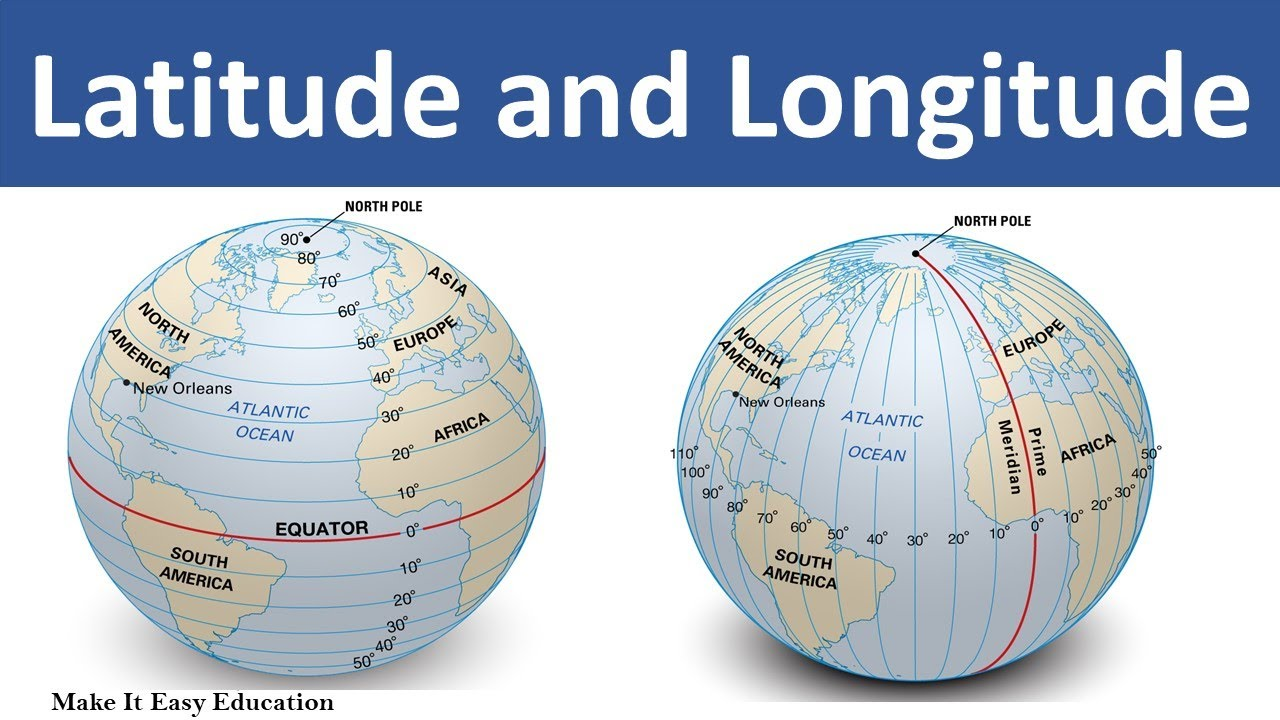 Latitude and Longitude
NORTH POLE
90°
80°
70°
60°
50°
40°
30°
20°
10°
0°
10°
20°
30°
40°
50°
ASIA
EUROPE
NORTH
AMERICA
New Orleans
ATLANTIC
OCEAN
AFRICA
EQUATOR
SOUTH
AMERICA
NORTH POLE
EUROPE
NORTH
AMERICA
New Orleans
ATLANTIC
OCEAN
Prime
Meridian
AFRICA
110°
100°
90°
80°
70°
60°
50°
40°
30°
20°
10°
0°
10°
20°
30°
40°
50°
SOUTH
AMERICA
Make It Easy Education